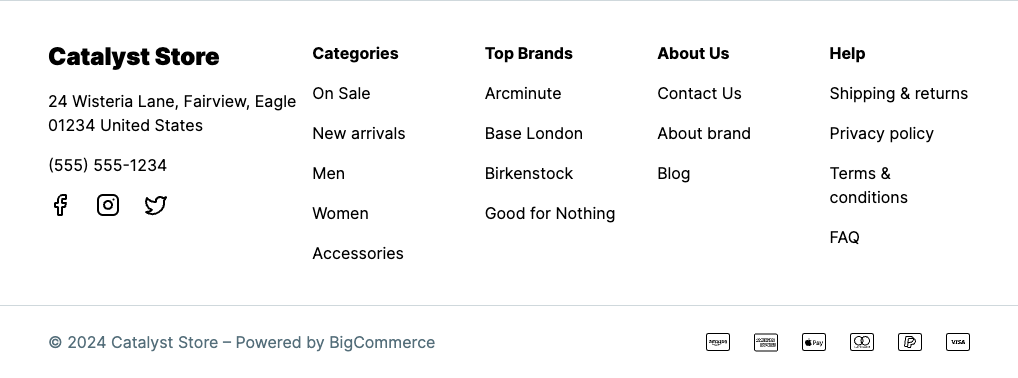 Catalyst Store
24 Wisteria Lane, Fairview, Eagle
01234 United States
(555) 555-1234
Categories
On Sale
New arrivals
Men
Women
Accessories
Top Brands
Arcminute
Base London
Birkenstock
Good for Nothing
About Us
Contact Us
About brand
Blog
Help
Shipping & returns
Privacy policy
Terms &
conditions
FAQ
© 2024 Catalyst Store – Powered by BigCommerce
amazon
Pay
VISA